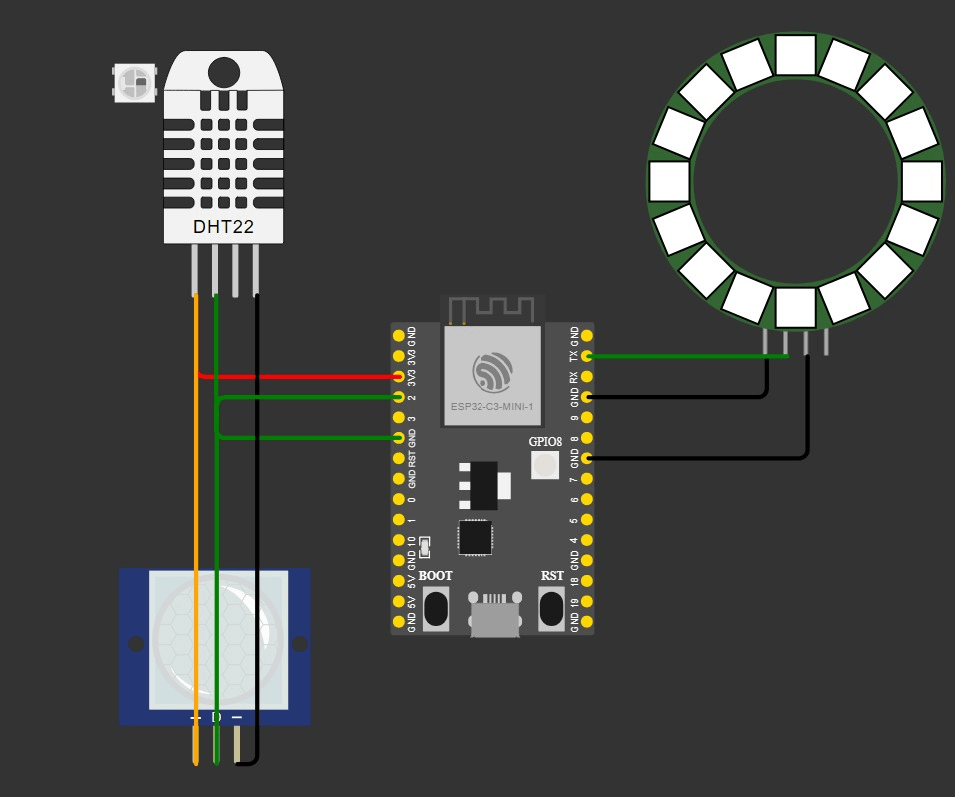 DHT22
ESP32-C3-MINI-1
GPIO8
BOOT
RST
GND
3V3
3V3
2
3
GND
RST
GND
0
1
10
GND
5V
5V
GND
GND
TX
RX
GND
9
8
GND
7
6
5
4
GND
18
19
GND
D